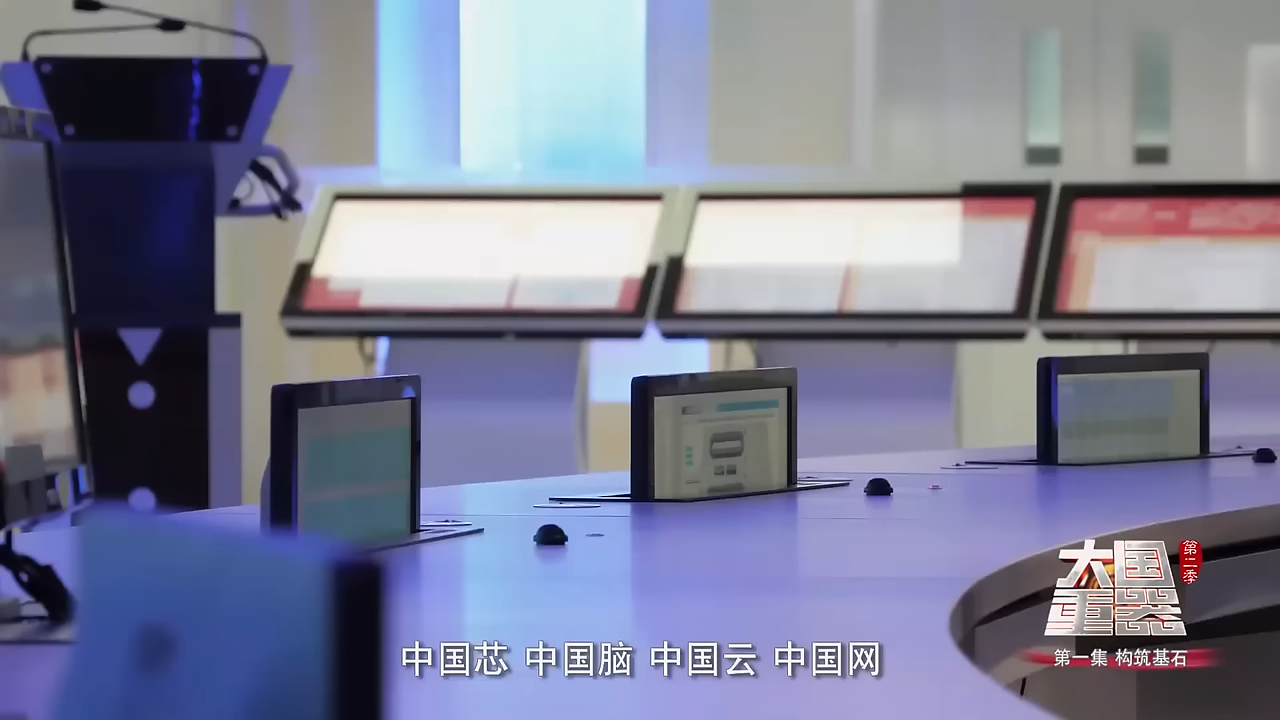 大国
重器
第二季
第一集 构筑基石
中国芯 中国脑 中国云 中国网